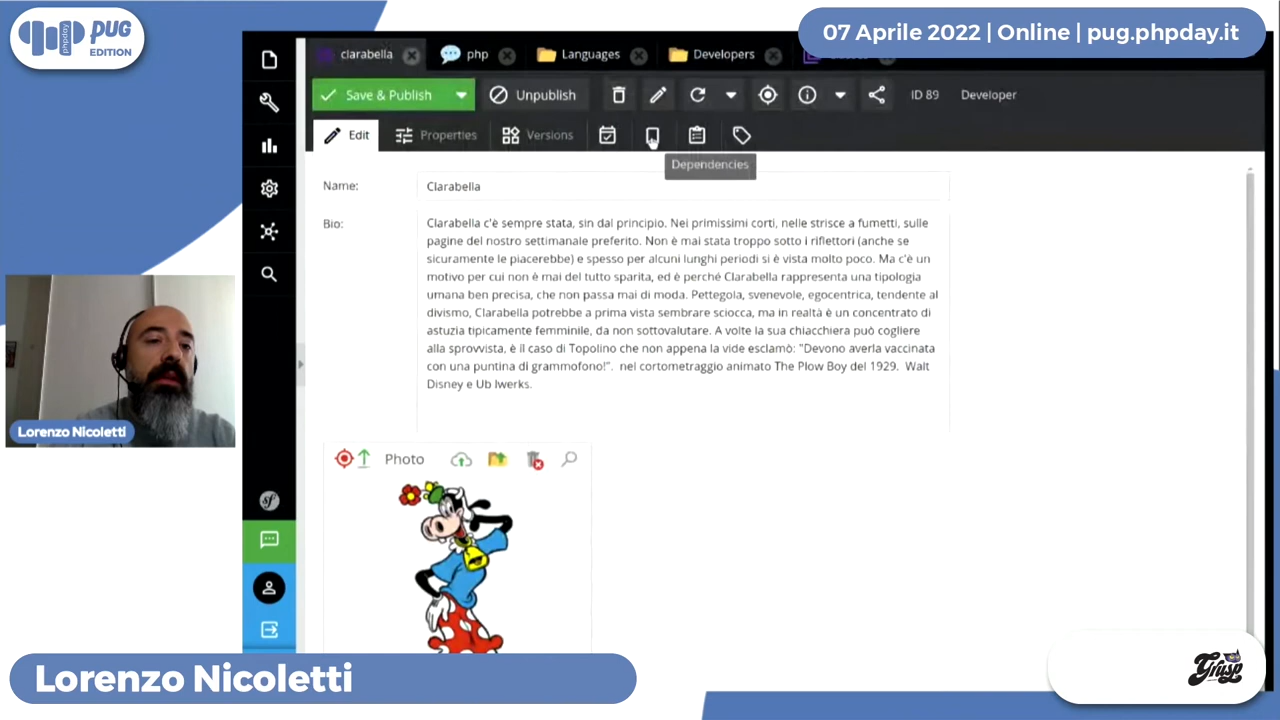 phpday PUG
EDITION
07 Aprile 2022 | Online | pug.phpday.it
clarabella php Languages Developers
Save & Publish Unpublish ID 89 Developer
Edit Properties Versions
Dependencies
Name: Clarabella
Bio: Clarabella c'è sempre stata, sin dal principio. Nei primissimi corti, nelle strisce a fumetti, sulle
pagine del nostro settimanale preferito. Non è mai stata troppo sotto i riflettori (anche se
sicuramente le piacerebbe) e spesso per alcuni lunghi periodi si è vista molto poco. Ma c'è un
motivo per cui non è mai del tutto sparita, ed è perché Clarabella rappresenta una tipologia
umana ben precisa, che non passa mai di moda. Pettegola, svenevole, egocentrica, tendente al
divismo, Clarabella potrebbe a prima vista sembrare sciocca, ma in realtà è un concentrato di
astuzia tipicamente femminile, da non sottovalutare. A volte la sua chiacchiera può cogliere
alla sprovvista, è il caso di Topolino che non appena la vide esclamò: "Devono averla vaccinata
con una puntina di grammofono!". nel cortometraggio animato The Plow Boy del 1929. Walt
Disney e Ub Iwerks.
Photo
sf
Lorenzo Nicoletti
Lorenzo Nicoletti
Grusp